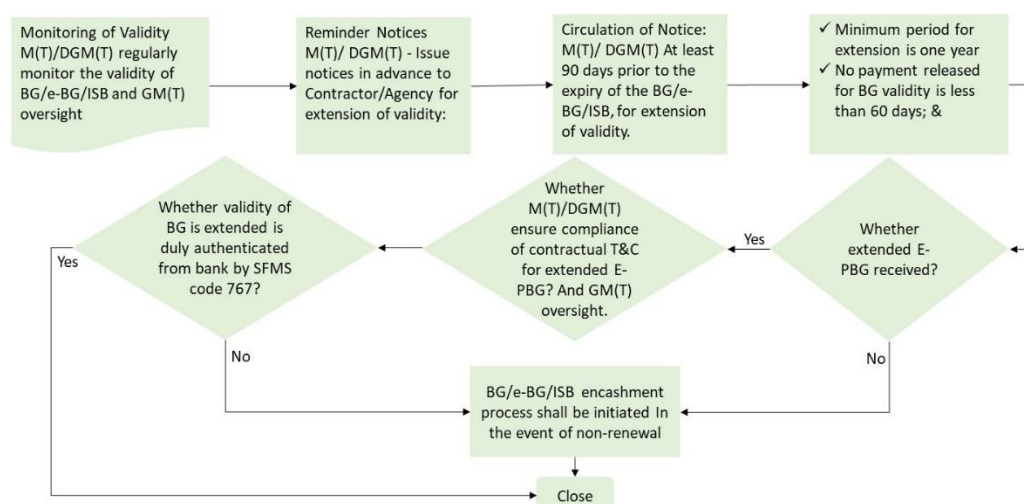 Monitoring of Validity
M(T)/DGM(T) regularly
monitor the validity of
BG/e-BG/ISB and GM(T)
oversight
Reminder Notices
M(T)/ DGM(T) - Issue
notices in advance to
Contractor/Agency for
extension of validity:
Circulation of Notice:
M(T)/ DGM(T) At least
90 days prior to the
expiry of the BG/e-
BG/ISB, for extension
of validity.
✓ Minimum period for
extension is one year
✓ No payment released
for BG validity is less
than 60 days; &
Whether
extended E-
PBG received?
Yes
No
Whether
M(T)/DGM(T)
ensure compliance
of contractual T&C
for extended E-
PBG? And GM(T)
oversight.
Whether validity of
BG is extended is
duly authenticated
from bank by SFMS
code 767?
Yes
No
BG/e-BG/ISB encashment
process shall be initiated In
the event of non-renewal
Close